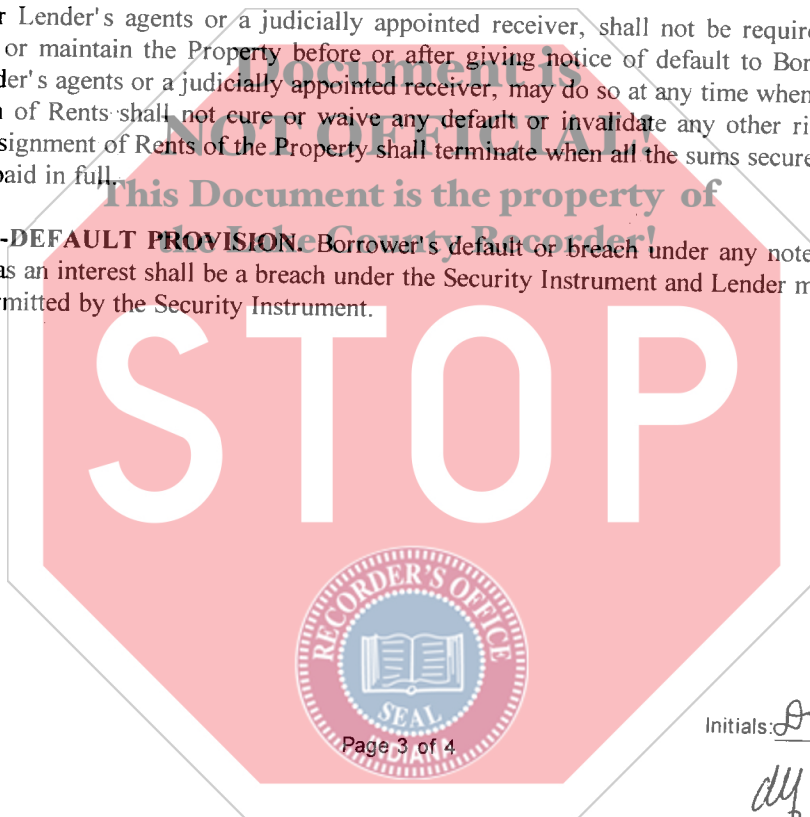 r Lender's agents or a judicially appointed receiver, shall not be require
or maintain the Property before or after giving notice of default to Bor
der's agents or a judicially appointed receiver, may do so at any time when
n of Rents shall not cure or waive any default or invalidate any other ri
signment of Rents of the Property shall terminate when all the sums secure
paid in full.
-DEFAULT PROVISION. Borrower's default or breach under any note
as an interest shall be a breach under the Security Instrument and Lender m
rmitted by the Security Instrument.
Document is
NOT OFFICIAL!
This Document is the property of
the Lake County Recorder!
STOP
RECORDER'S OFFICE
SEAL
INDIANA
Page 3 of 4
Initials: D
dy